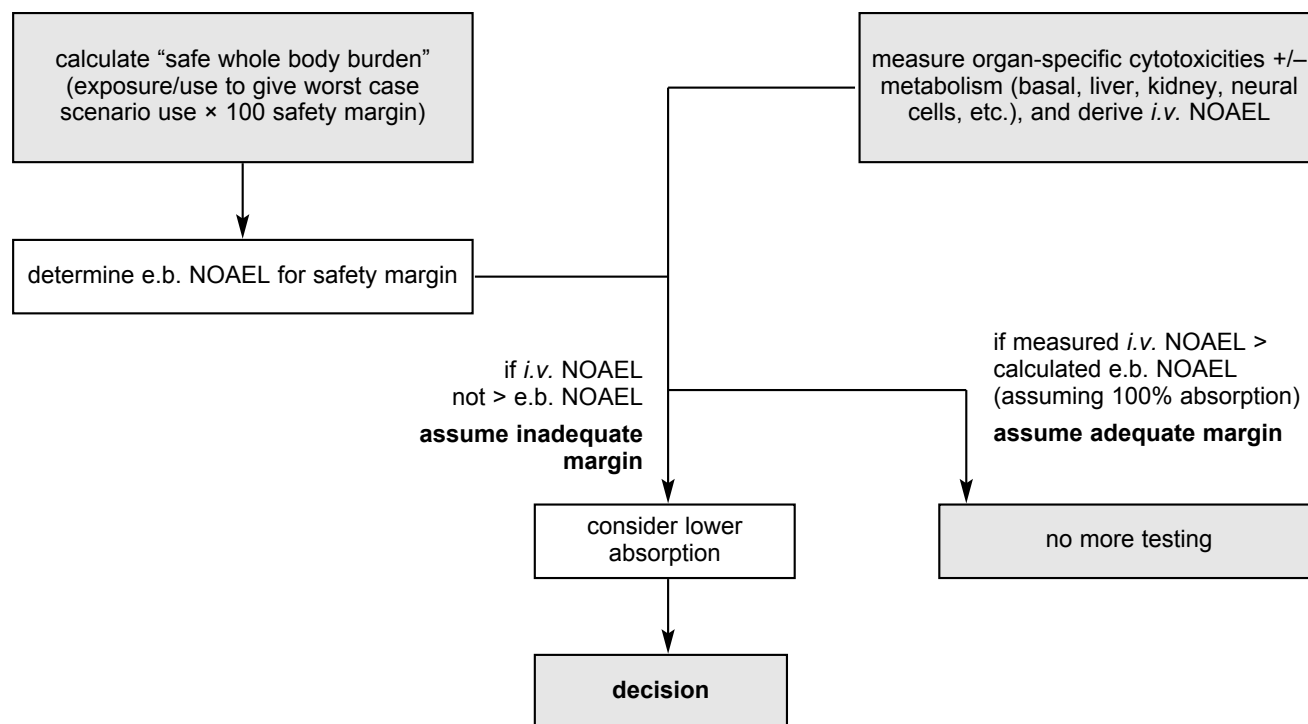 calculate “safe whole body burden”
(exposure/use to give worst case
scenario use × 100 safety margin)
measure organ-specific cytotoxicities +/–
metabolism (basal, liver, kidney, neural
cells, etc.), and derive i.v. NOAEL
determine e.b. NOAEL for safety margin
if i.v. NOAEL
not > e.b. NOAEL
assume inadequate
margin
if measured i.v. NOAEL >
calculated e.b. NOAEL
(assuming 100% absorption)
assume adequate margin
consider lower
absorption
no more testing
decision